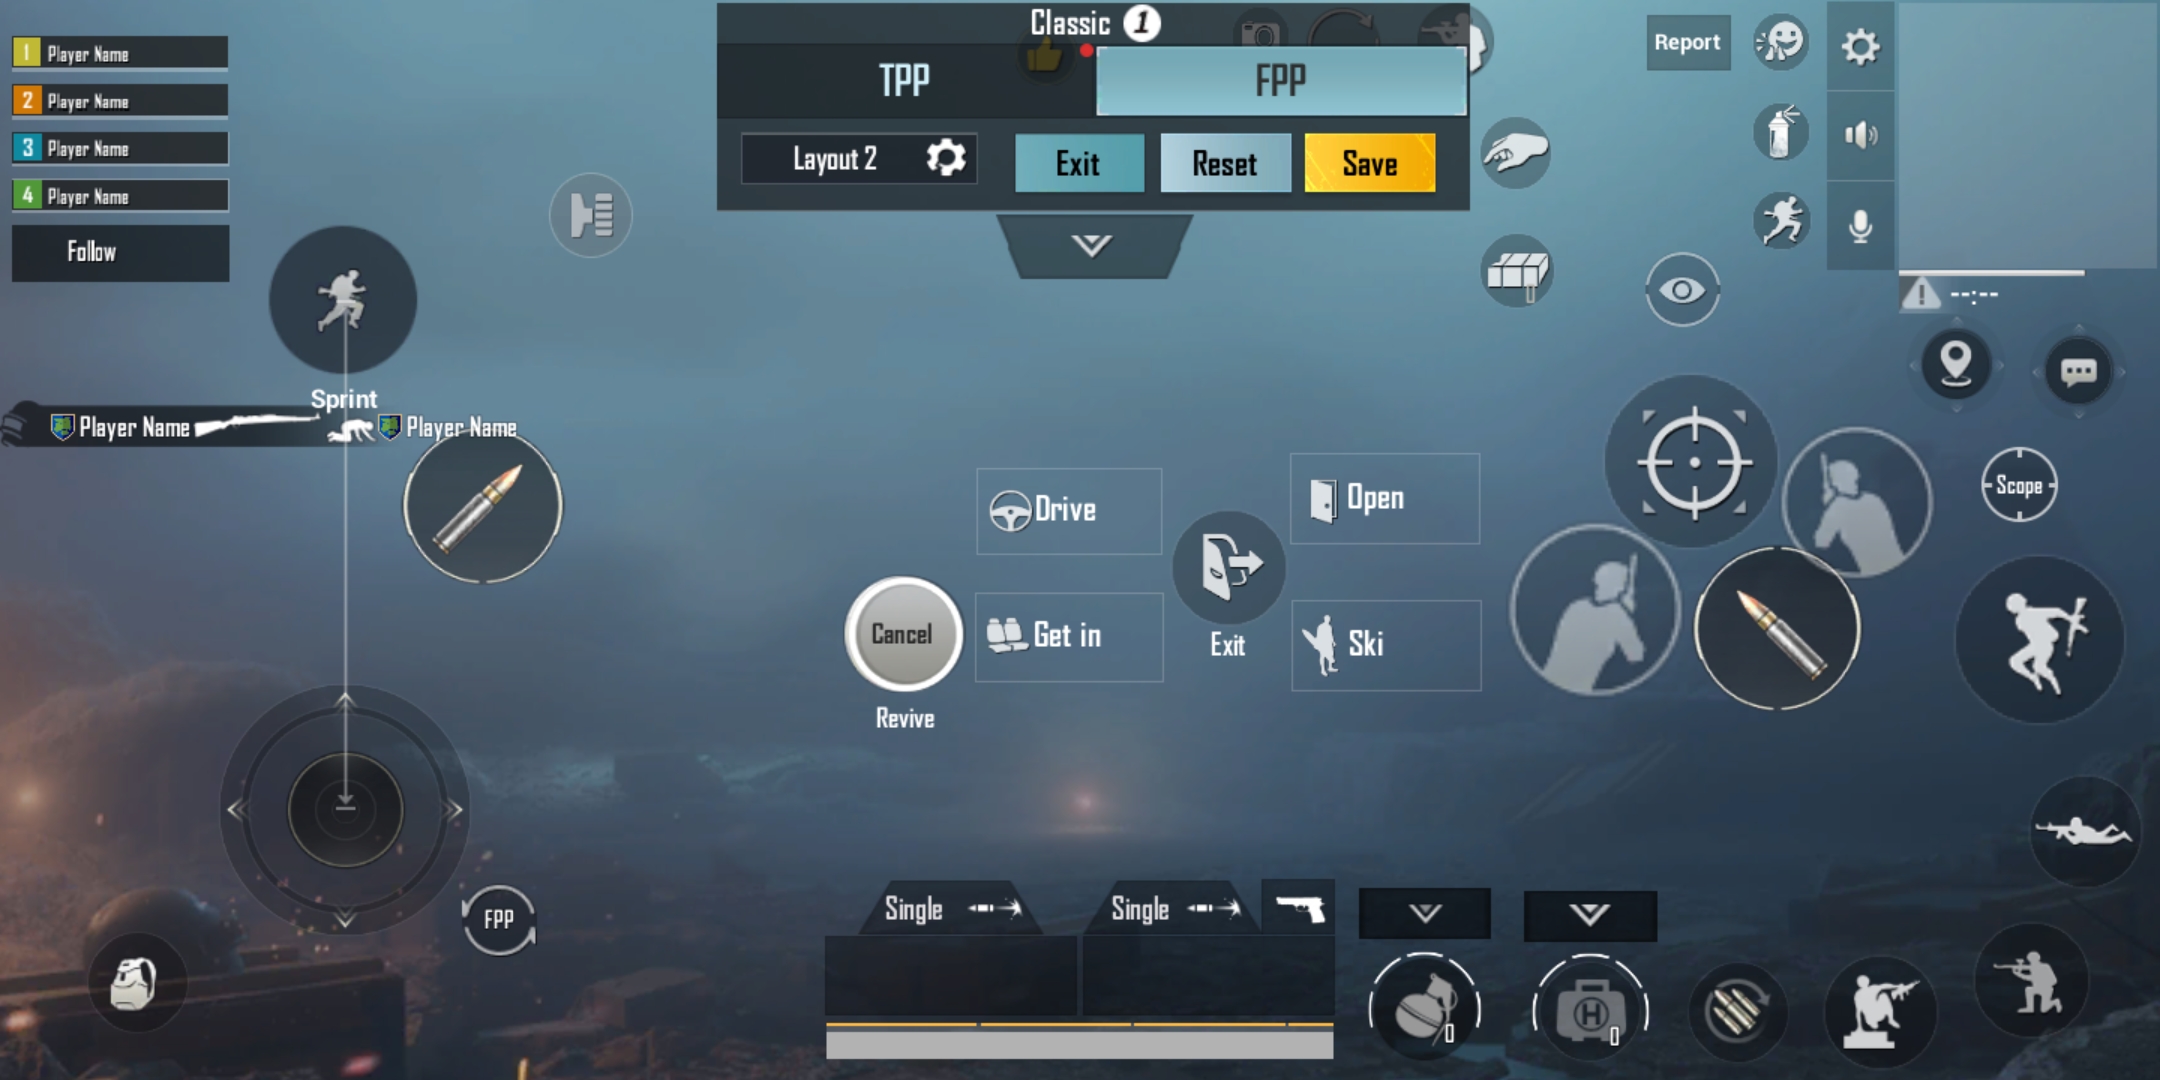 Classic 1
TPP
FPP
Layout 2
Exit
Reset
Save
Report
1 Player Name
2 Player Name
3 Player Name
4 Player Name
Follow
--:--
Sprint
Player Name
Player Name
Scope
Drive
Open
Cancel
Get in
Exit
Ski
Revive
FPP
Single
Single
0
H
0